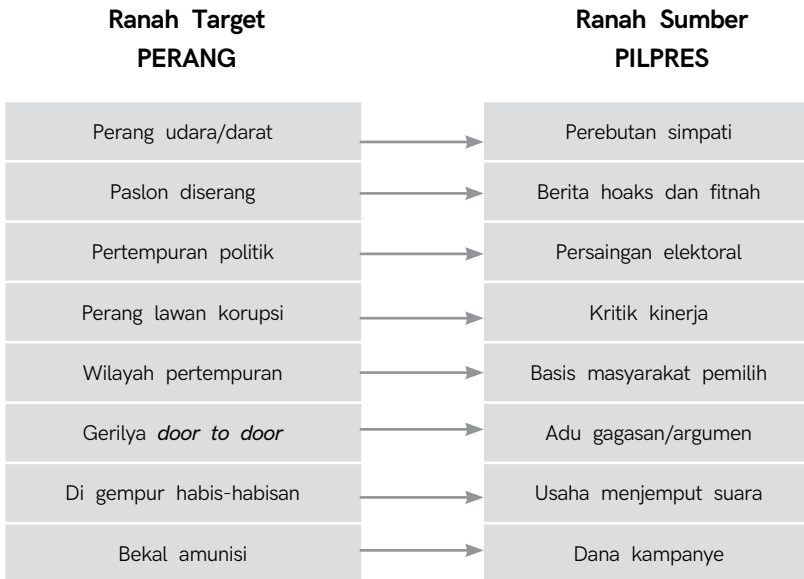 Ranah Target
PERANG
Ranah Sumber
PILPRES
Perang udara/darat
Perebutan simpati
Paslon diserang
Berita hoaks dan fitnah
Pertempuran politik
Persaingan elektoral
Perang lawan korupsi
Kritik kinerja
Wilayah pertempuran
Basis masyarakat pemilih
Gerilya door to door
Adu gagasan/argumen
Di gempur habis-habisan
Usaha menjemput suara
Bekal amunisi
Dana kampanye